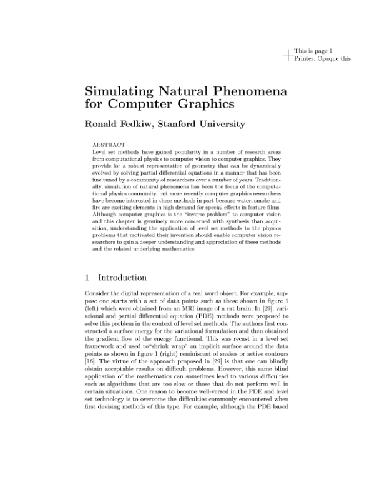 This is page 1
Printer: Opaque this
Simulating Natural Phenomena
for Computer Graphics
Ronald Fedkiw, Stanford University
ABSTRACT
Level set methods have gained popularity in a number of research areas
from computational physics to computer vision to computer graphics. They
provide for a robust representation of geometry that can be dynamically
evolved by solving partial differential equations in a manner that has been
fine tuned by a community of researchers over a number of years. Tradition-
ally, simulation of natural phenomena has been the focus of the computa-
tional physics community, but more recently computer graphics researchers
have become interested in these methods in part because water, smoke and
fire are exciting elements in high demand for special effects in feature films.
Although computer graphics is the "inverse problem" to computer vision
and this chapter is genuinely more concerned with synthesis than acqui-
sition, understanding the application of level set methods to the physics
problems that motivated their invention should enable computer vision re-
searchers to gain a deeper understanding and appreciation of these methods
and the related underlying mathematics.
1 Introduction
Consider the digital representation of a real word object. For example, sup-
pose one starts with a set of data points such as those shown in figure 1
(left) which were obtained from an MRI image of a rat brain. In [29], vari-
ational and partial differential equation (PDE) methods were proposed to
solve this problem in the context of level set methods. The authors first con-
structed a surface energy for the variational formulation and then obtained
the gradient flow of the energy functional. This was recast in a level set
framework and used to "shrink wrap" an implicit surface around the data
points as shown in figure 1 (right) reminiscent of snakes or active contours
[16]. The virtue of the approach proposed in [29] is that one can blindly
obtain acceptable results on difficult problems. However, this same blind
application of the mathematics can sometimes lead to various difficulties
such as algorithms that are too slow or those that do not perform well in
certain situations. One reason to become well-versed in the PDE and level
set technology is to overcome the difficulties commonly encountered when
first devising methods of this type. For example, although the PDE based